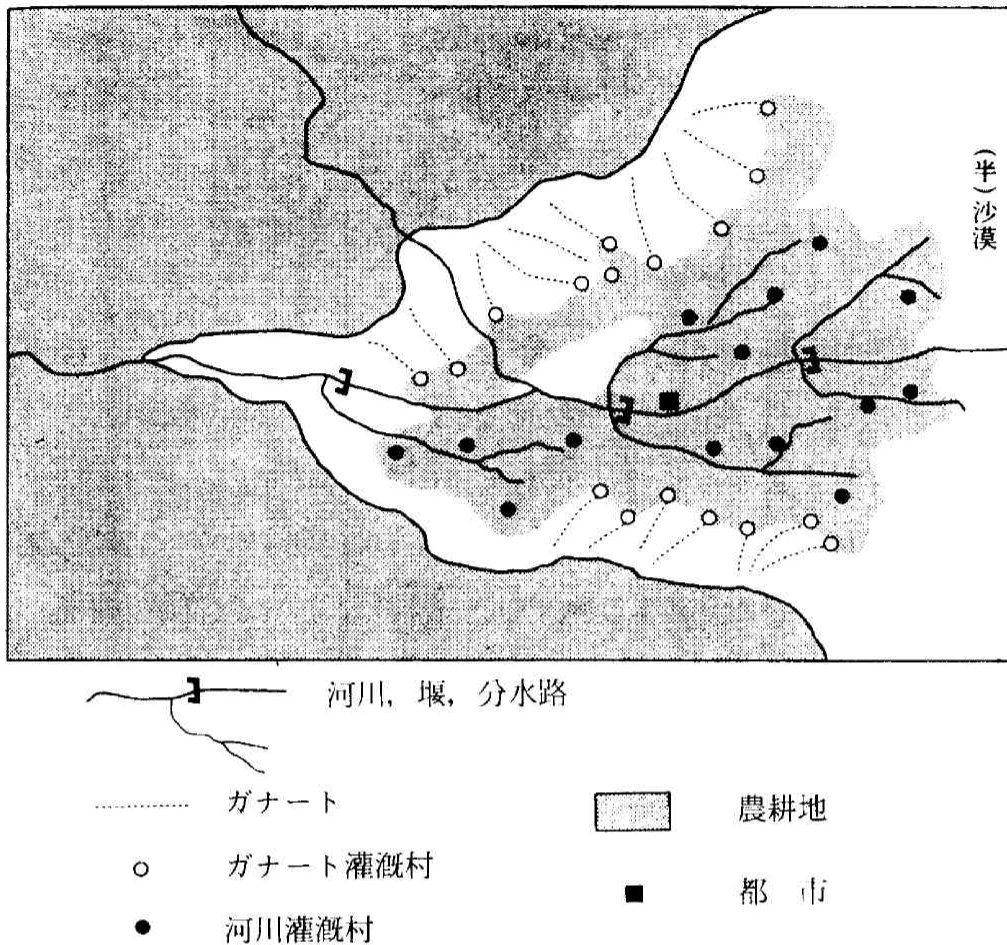 (半)沙漠
河川，堰，分水路
ガナート
農耕地
ガナート灌漑村
都市
河川灌漑村